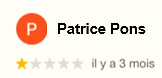 P
Patrice Pons
il y a 3 mois